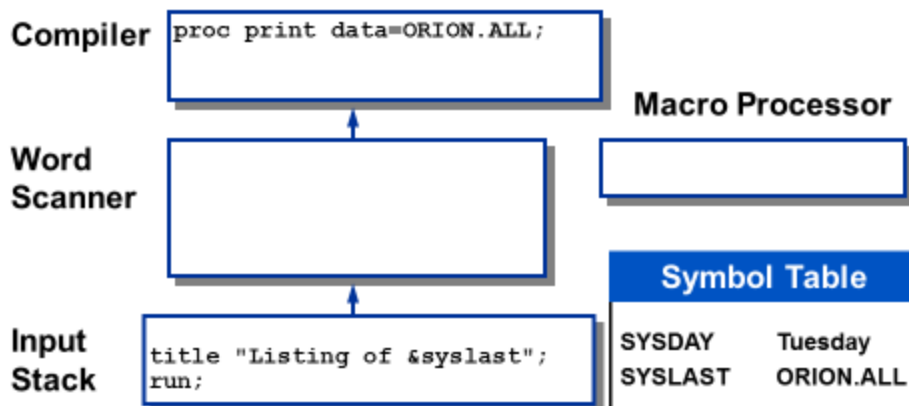 Compiler
proc print data=ORION.ALL;
Macro Processor
Word
Scanner
Symbol Table
Input
Stack
title "Listing of &syslast";
run;
SYSDAY Tuesday
SYSLAST ORION.ALL